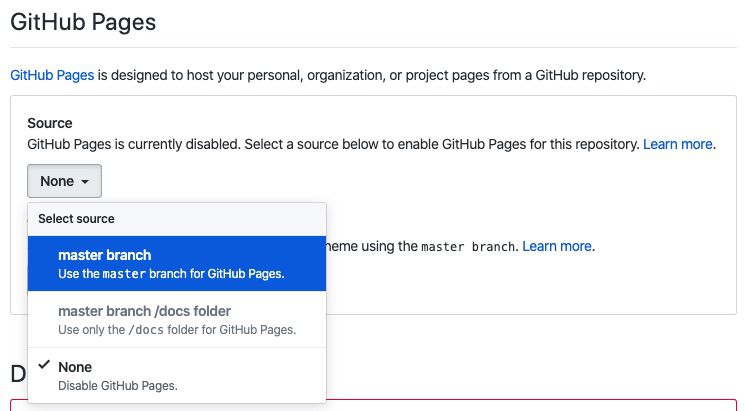 GitHub Pages
GitHub Pages is designed to host your personal, organization, or project pages from a GitHub repository.
Source
GitHub Pages is currently disabled. Select a source below to enable GitHub Pages for this repository. Learn more.
None
Select source
heme using the master branch. Learn more.
master branch
Use the master branch for GitHub Pages.
master branch /docs folder
Use only the /docs folder for GitHub Pages.
None
D
Disable GitHub Pages.